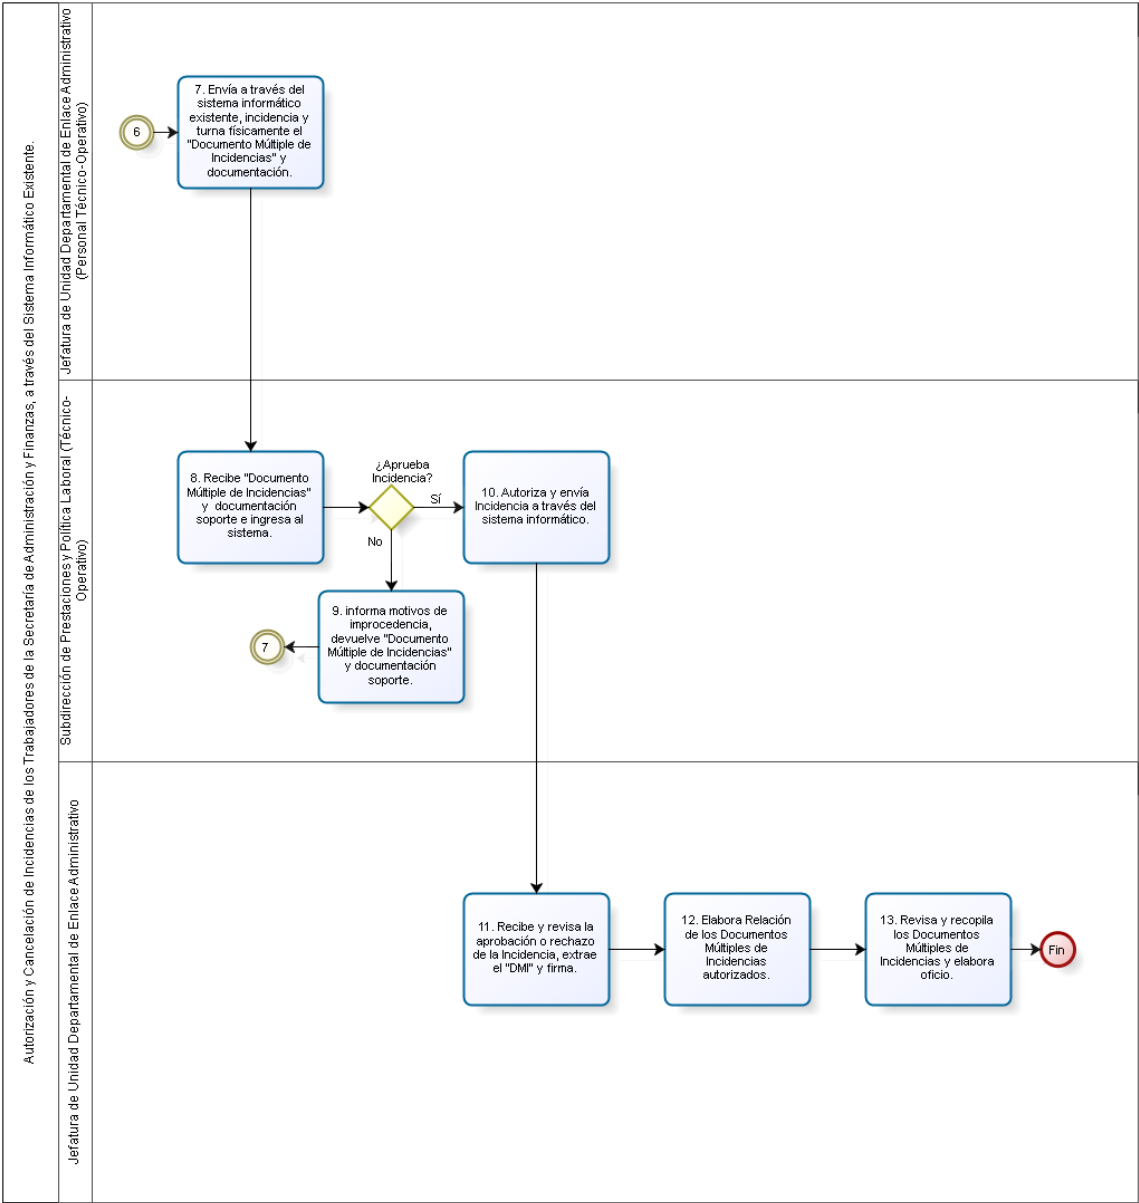 Autorización y Cancelación de Incidencias de los Trabajadores de la Secretaría de Administración y Finanzas, a través del Sistema Informático Existente.
Jefatura de Unidad Departamental de Enlace Administrativo
(Personal Técnico-Operativo)
6
7. Envía a través del
sistema informático
existente, incidencia y
turna físicamente el
"Documento Múltiple de
Incidencias" y
documentación.
Subdirección de Prestaciones y Política Laboral (Técnico-
Operativo)
8. Recibe "Documento
Múltiple de Incidencias"
y documentación
soporte e ingresa al
sistema.
¿Aprueba
Incidencia?
Sí
No
10. Autoriza y envía
Incidencia a través del
sistema informático.
9. informa motivos de
improcedencia,
devuelve "Documento
Múltiple de Incidencias"
y documentación
soporte.
7
Jefatura de Unidad Departamental de Enlace Administrativo
11. Recibe y revisa la
aprobación o rechazo
de la Incidencia, extrae
el "DMI" y firma.
12. Elabora Relación
de los Documentos
Múltiples de
Incidencias
autorizados.
13. Revisa y recopila
los Documentos
Múltiples de
Incidencias y elabora
oficio.
Fin